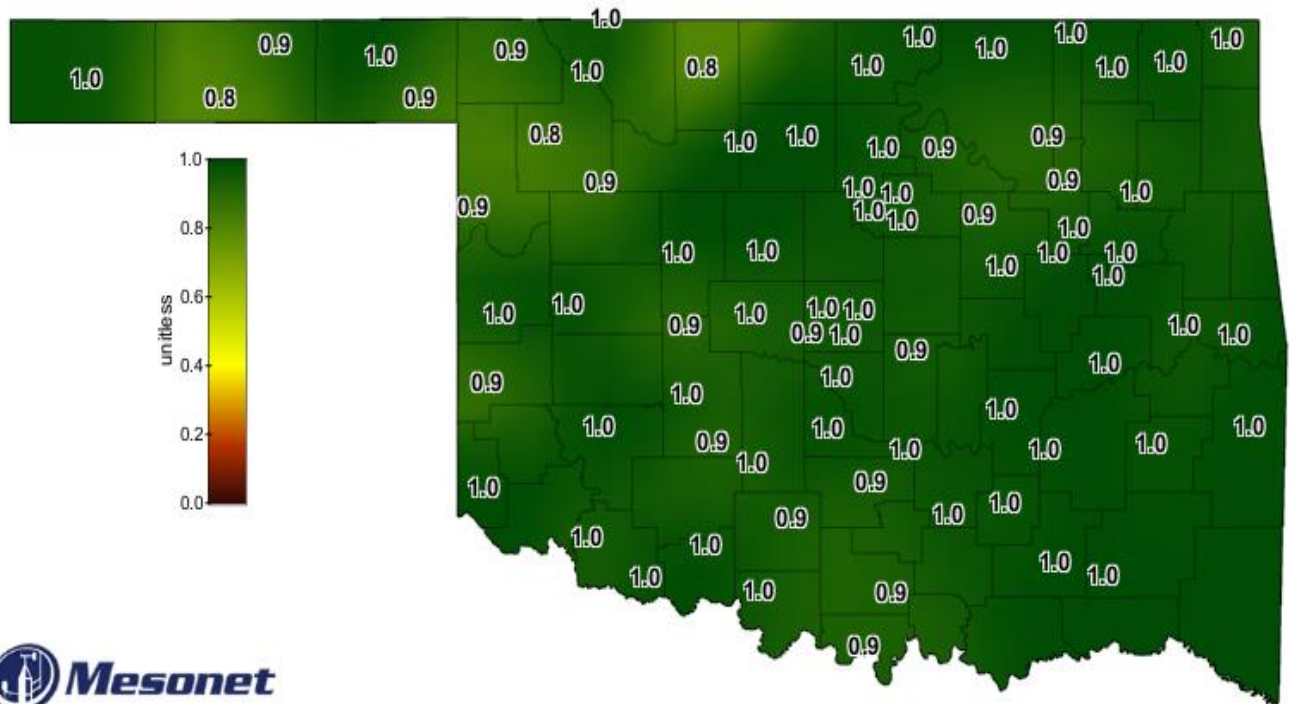 1.0
0.9 1.0 0.9 1.0 1.0 1.0 1.0
1.0 0.8 0.9 1.0 0.8 1.0 1.0 1.0
0.8 1.0 1.0 1.0 0.9 0.9
0.9 1.0 1.0 0.9 1.0
0.9 1.0 1.0 0.9 1.0
1.0 1.0 1.0 1.0 1.0 1.0
1.0 1.0 0.9 1.0 1.0 1.0 1.0 1.0
0.9 1.0 0.9 1.0
0.9 1.0 1.0 1.0
1.0 0.9 1.0 1.0 1.0 1.0 1.0 1.0
1.0 0.9 0.9 1.0 1.0
1.0 1.0 1.0 1.0
1.0 1.0 0.9
0.9
1.0
0.8
0.6
0.4
0.2
0.0
unitless
Mesonet